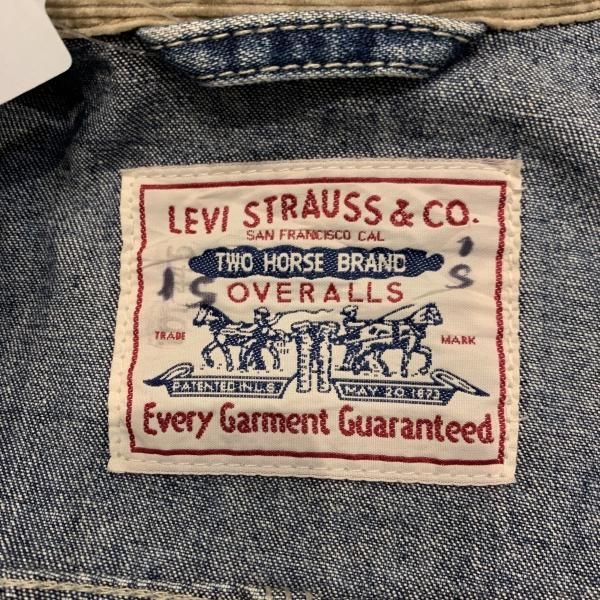 LEVI STRAUSS & CO.
SAN FRANCISCO CAL
TWO HORSE BRAND
OVERALLS
TRADE MARK
PATENTED IN U.S. MAY 20 1873
Every Garment Guaranteed